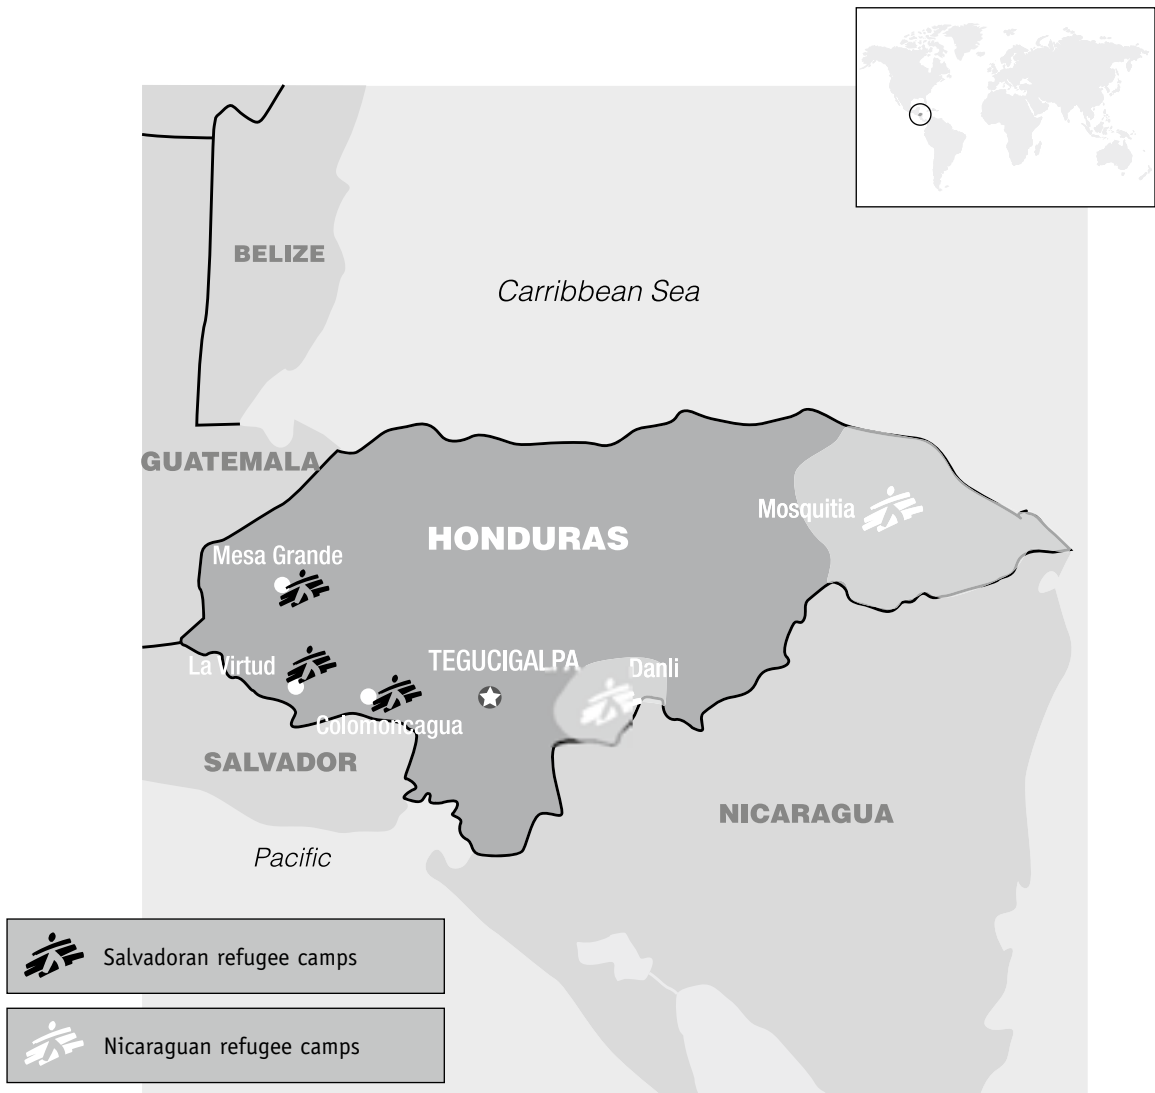 BELIZE
Carribbean Sea
GUATEMALA
Mosquitia
HONDURAS
Mesa Grande
La Virtud
TEGUCIGALPA
Danli
Colomoncagua
SALVADOR
NICARAGUA
Pacific
Salvadoran refugee camps
Nicaraguan refugee camps